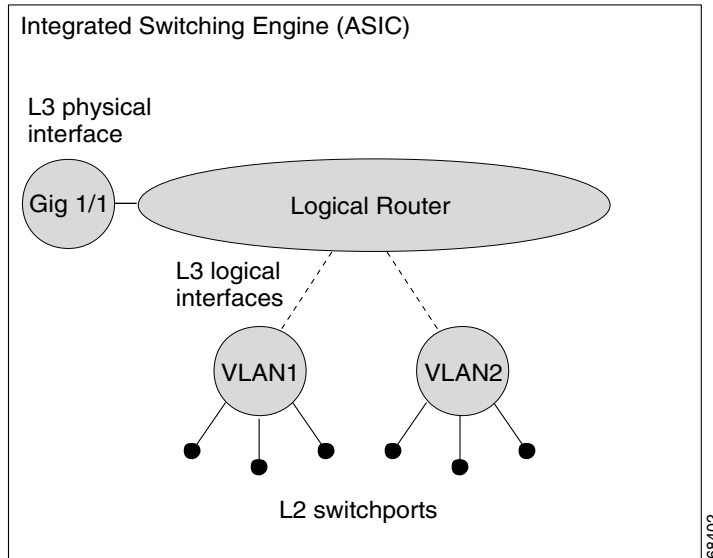 Integrated Switching Engine (ASIC)
L3 physical
interface
Gig 1/1
Logical Router
L3 logical
interfaces
VLAN1
VLAN2
L2 switchports
68402